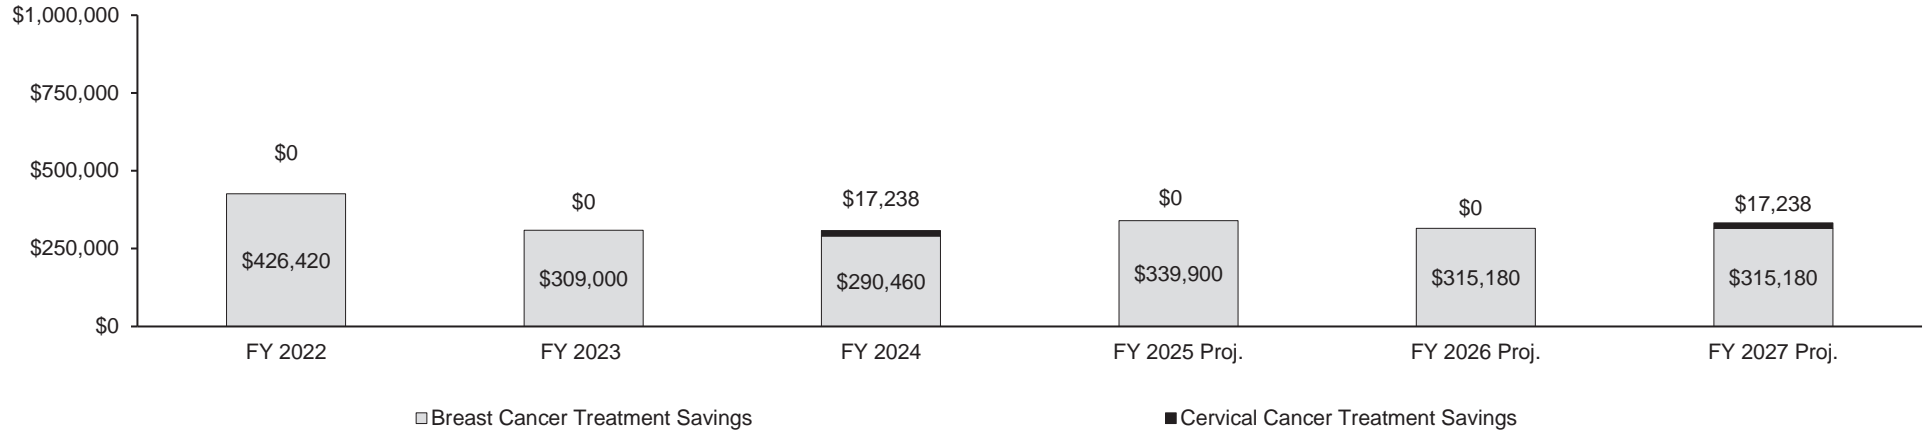 $1,000,000
$750,000
$500,000
$250,000
$0
$0
$426,420
$0
$309,000
$17,238
$290,460
$0
$339,900
$0
$315,180
$17,238
$315,180
FY 2022
FY 2023
FY 2024
FY 2025 Proj.
FY 2026 Proj.
FY 2027 Proj.
Breast Cancer Treatment Savings
Cervical Cancer Treatment Savings